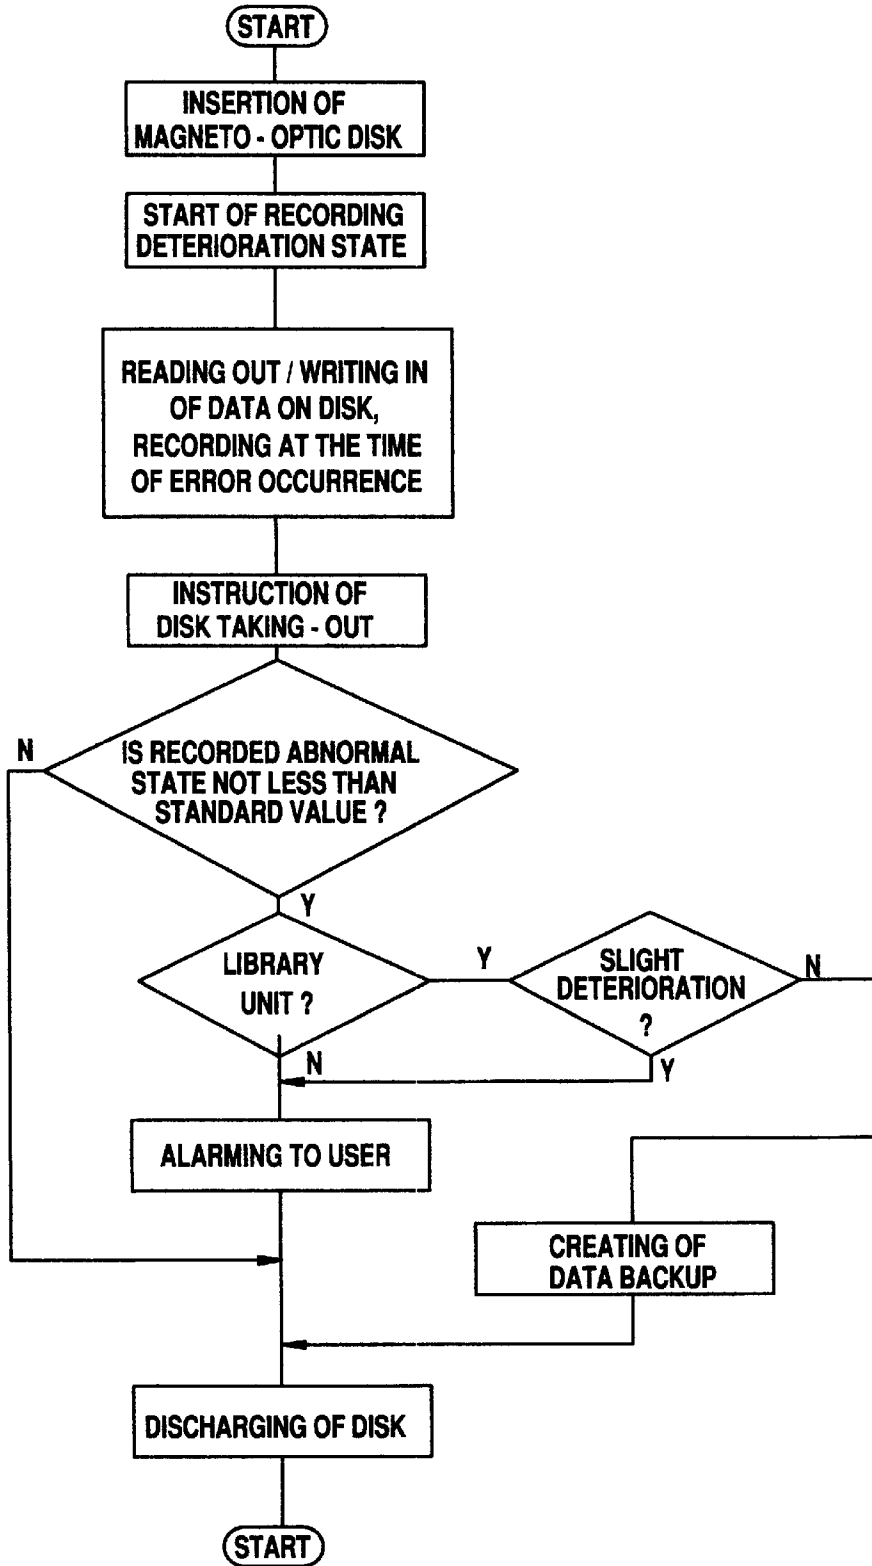 START
INSERTION OF
MAGNETO - OPTIC DISK
START OF RECORDING
DETERIORATION STATE
READING OUT / WRITING IN
OF DATA ON DISK,
RECORDING AT THE TIME
OF ERROR OCCURRENCE
INSTRUCTION OF
DISK TAKING - OUT
N
IS RECORDED ABNORMAL
STATE NOT LESS THAN
STANDARD VALUE ?
Y
LIBRARY
UNIT ?
Y
SLIGHT
DETERIORATION
?
N
N
Y
ALARMING TO USER
CREATING OF
DATA BACKUP
DISCHARGING OF DISK
START